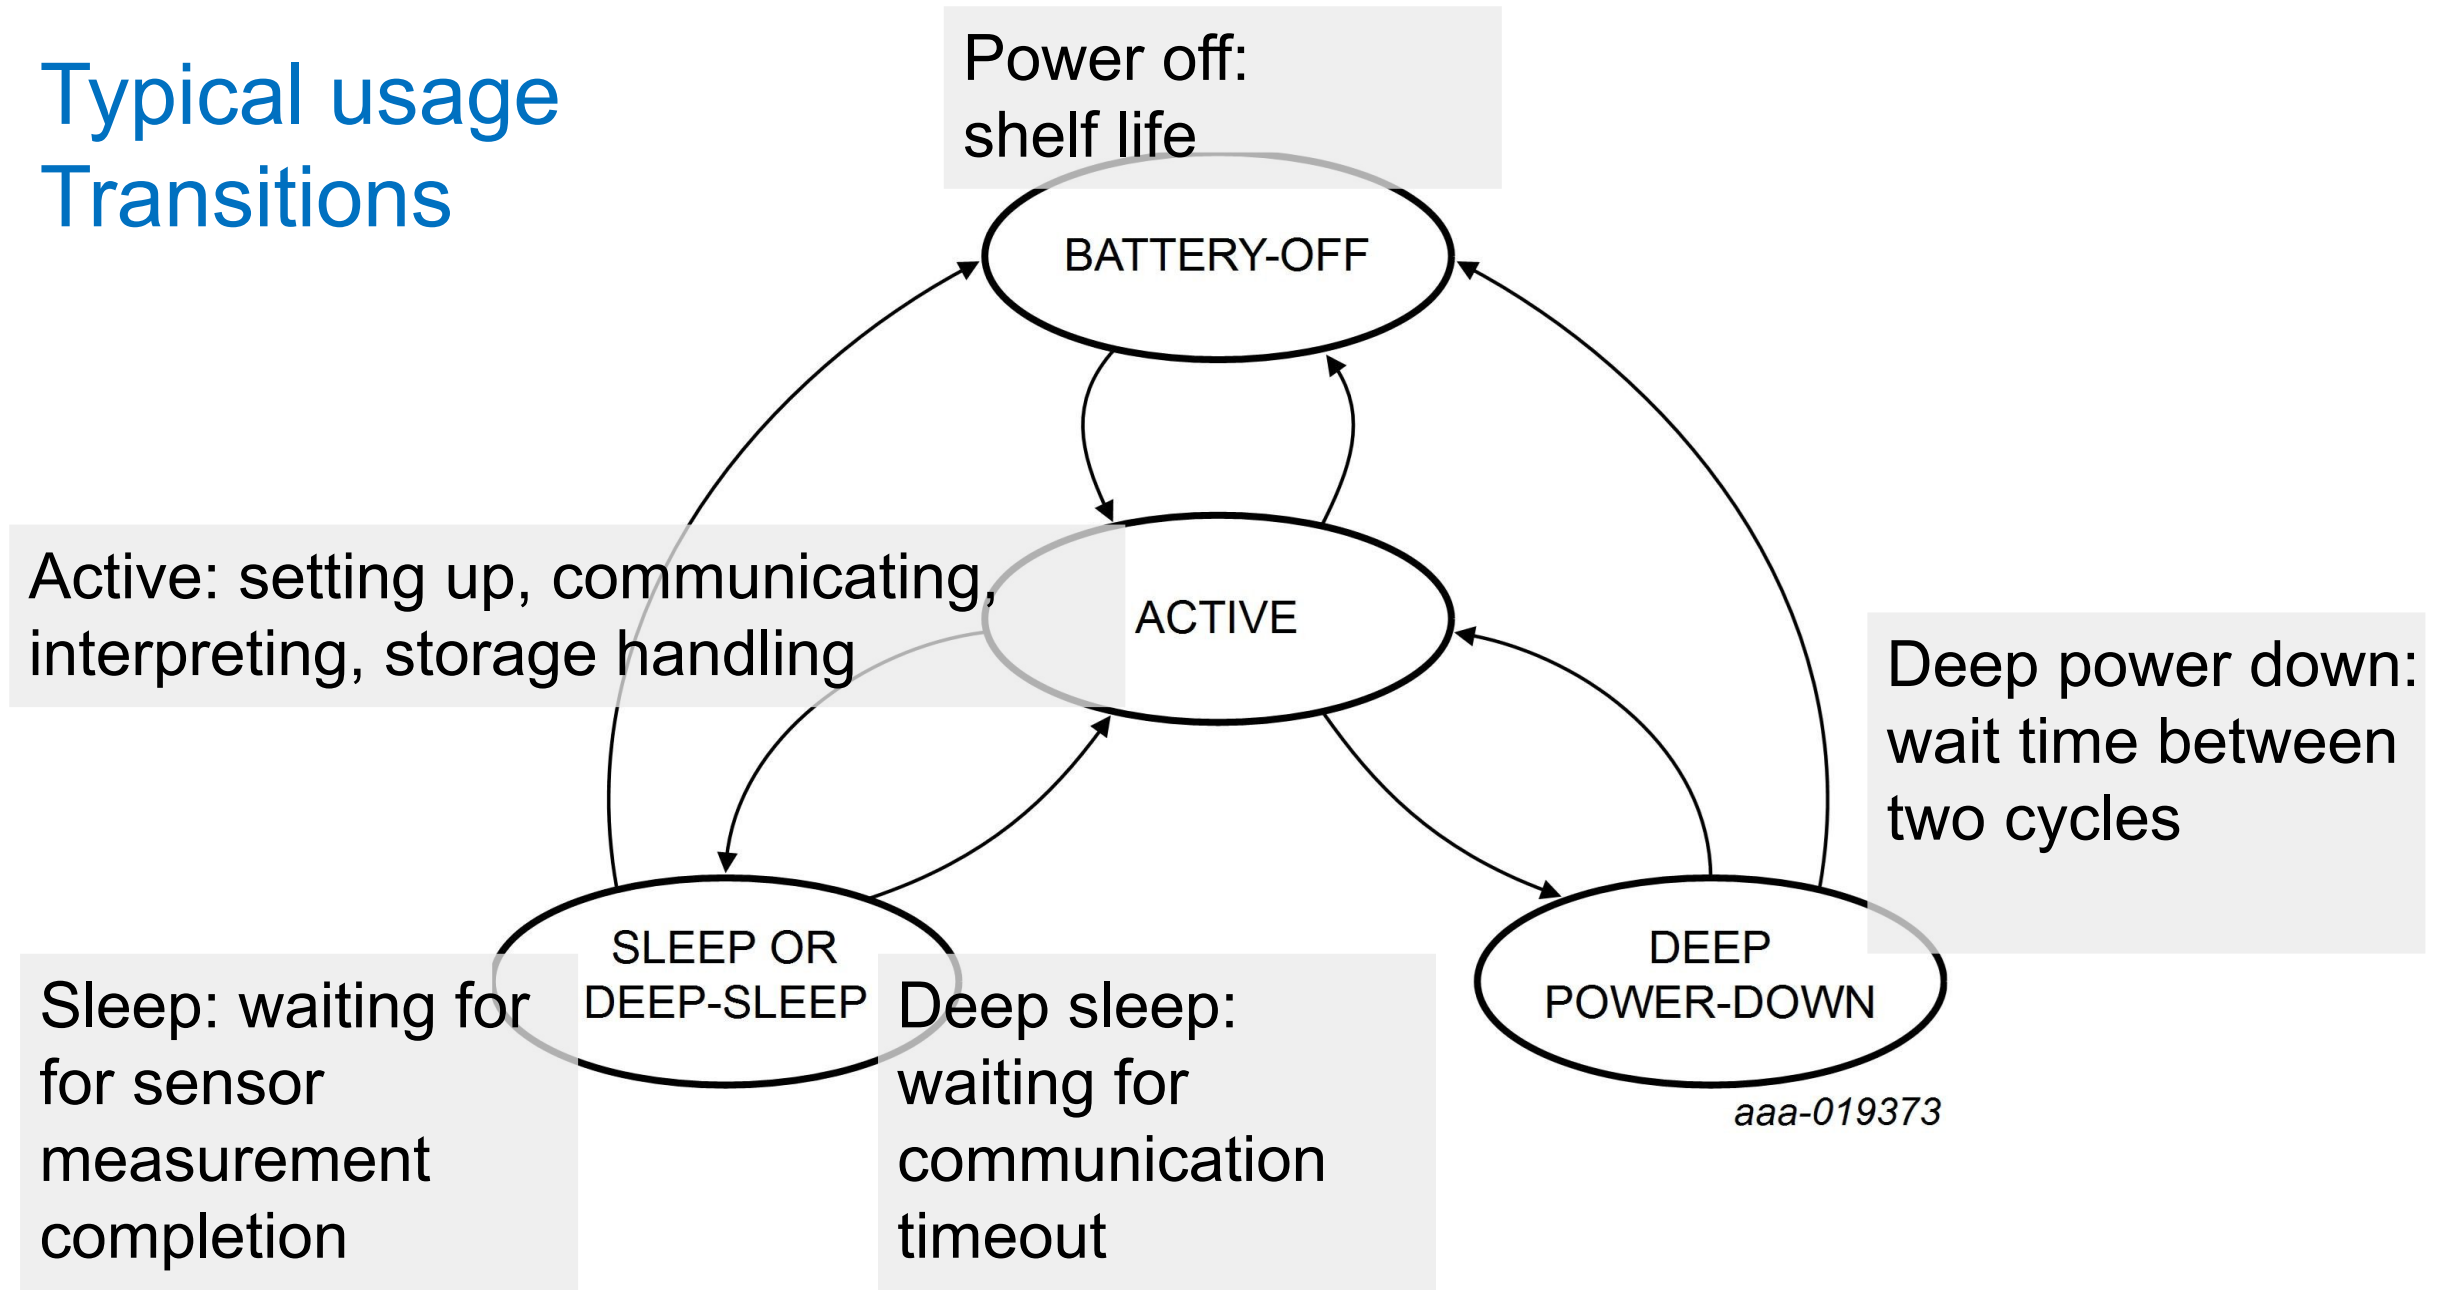 Typical usage
Transitions
Power off:
shelf life
BATTERY-OFF
Active: setting up, communicating,
interpreting, storage handling
ACTIVE
Deep power down:
wait time between
two cycles
SLEEP OR
DEEP-SLEEP
DEEP
POWER-DOWN
Sleep: waiting for
for sensor
measurement
completion
Deep sleep:
waiting for
communication
timeout
aaa-019373